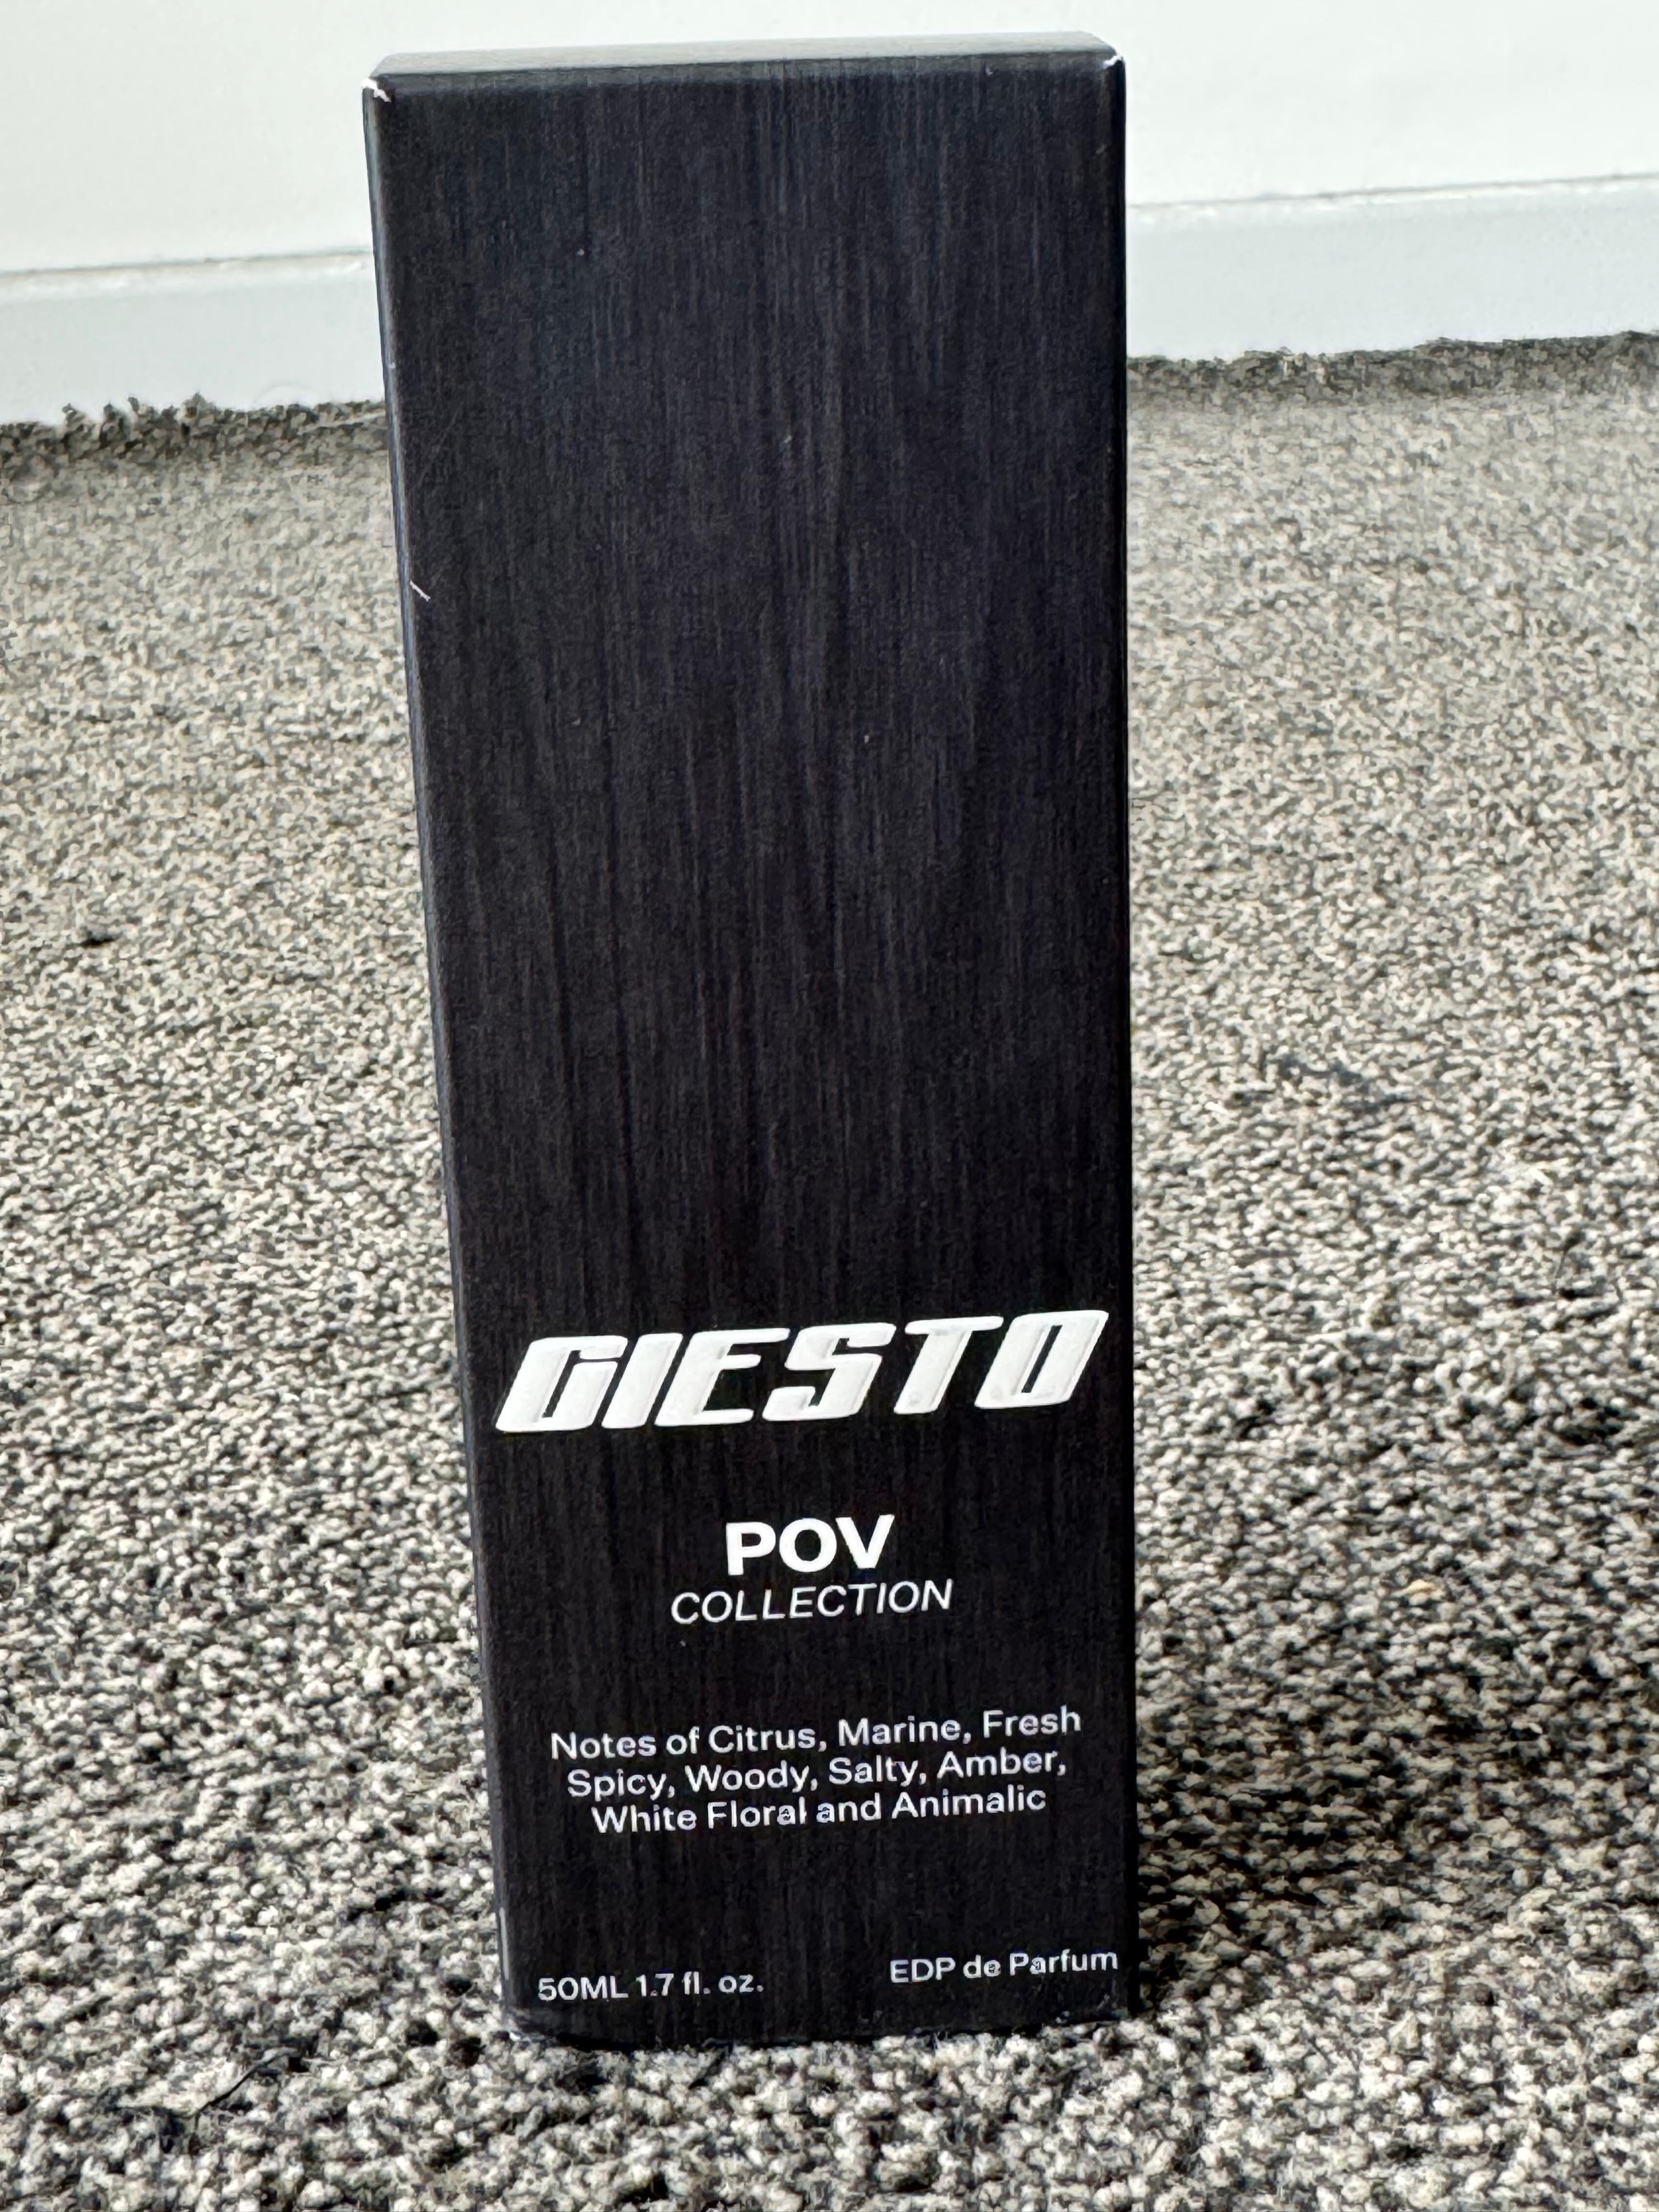 GIESTO
POV
COLLECTION
Notes of Citrus, Marine, Fresh
Spicy, Woody, Salty, Amber,
White Floral and Animalic
50ML 1.7 fl. oz.
EDP de Parfum